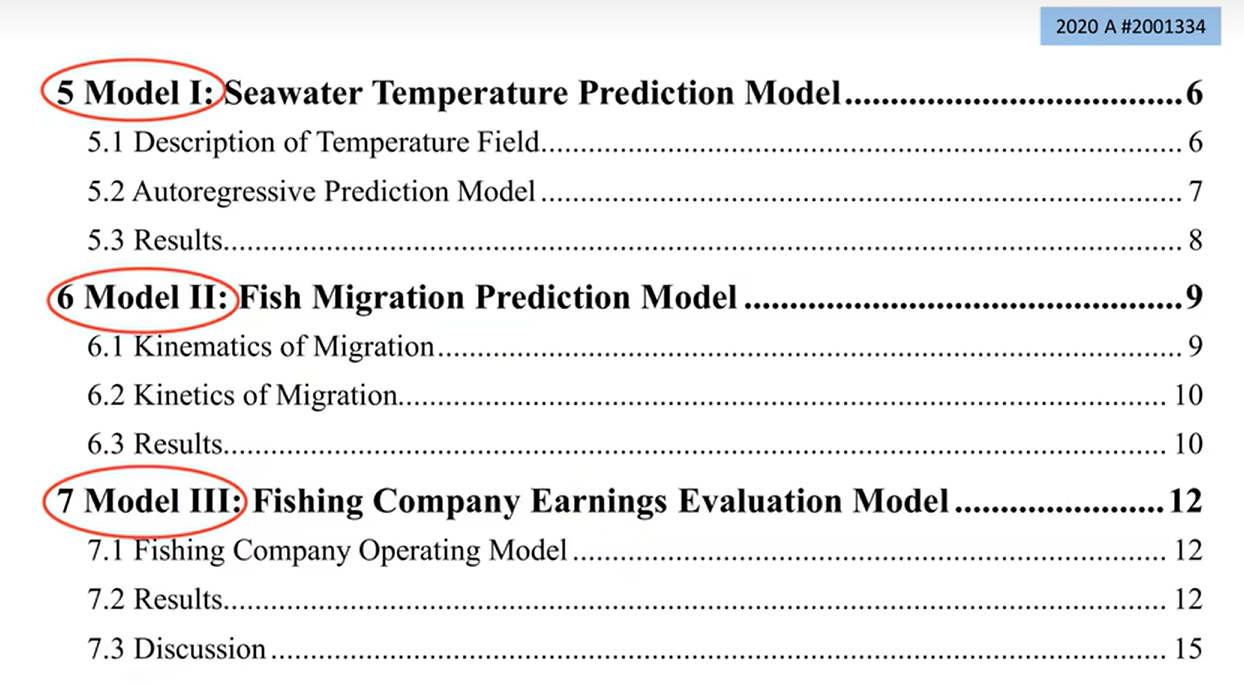 2020 A #2001334
5 Model I: Seawater Temperature Prediction Model.................................6
5.1 Description of Temperature Field................................................................ 6
5.2 Autoregressive Prediction Model................................................................ 7
5.3 Results................................................................................................ 8
6 Model II: Fish Migration Prediction Model...........................................9
6.1 Kinematics of Migration.......................................................................... 9
6.2 Kinetics of Migration............................................................................. 10
6.3 Results............................................................................................... 10
7 Model III: Fishing Company Earnings Evaluation Model......................12
7.1 Fishing Company Operating Model............................................................ 12
7.2 Results............................................................................................... 12
7.3 Discussion.......................................................................................... 15